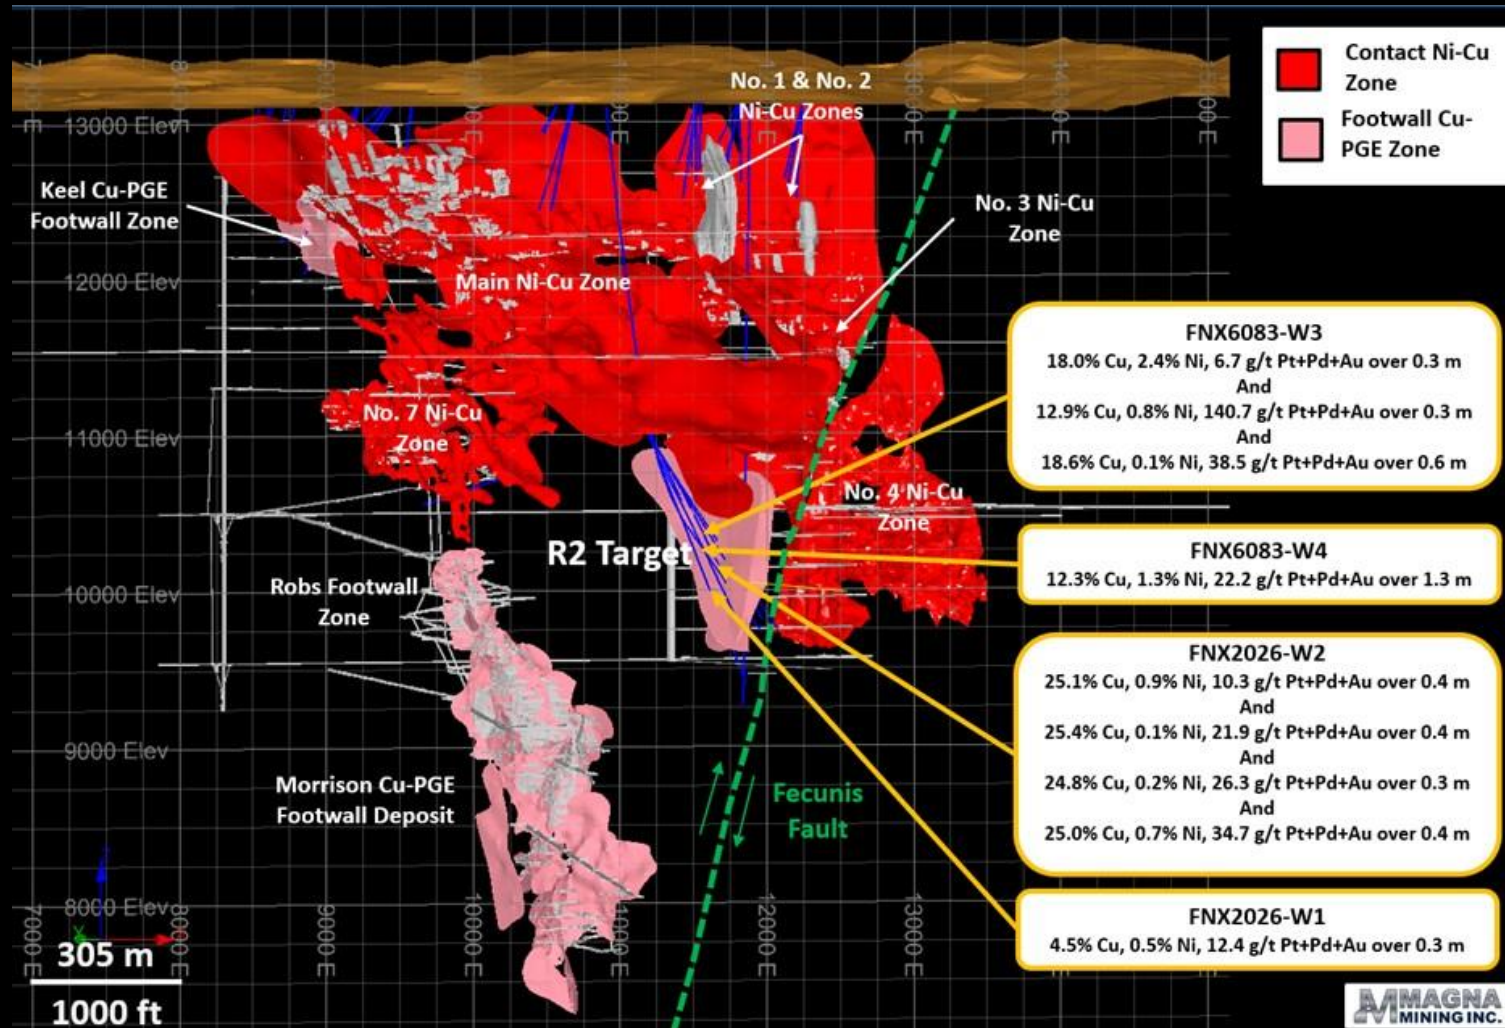 Contact Ni-Cu
Zone
Footwall Cu-
PGE Zone
No. 1 & No. 2
Ni-Cu Zones
13000 Elev
Keel Cu-PGE
Footwall Zone
No. 3 Ni-Cu
Zone
12000 Elev
Main Ni-Cu Zone
FNX6083-W3
18.0% Cu, 2.4% Ni, 6.7 g/t Pt+Pd+Au over 0.3 m
And
12.9% Cu, 0.8% Ni, 140.7 g/t Pt+Pd+Au over 0.3 m
And
18.6% Cu, 0.1% Ni, 38.5 g/t Pt+Pd+Au over 0.6 m
No. 7 Ni-Cu
Zone
11000 Elev
No. 4 Ni-Cu
Zone
R2 Target
FNX6083-W4
12.3% Cu, 1.3% Ni, 22.2 g/t Pt+Pd+Au over 1.3 m
Robs Footwall
Zone
10000 Elev
FNX2026-W2
25.1% Cu, 0.9% Ni, 10.3 g/t Pt+Pd+Au over 0.4 m
And
25.4% Cu, 0.1% Ni, 21.9 g/t Pt+Pd+Au over 0.4 m
And
24.8% Cu, 0.2% Ni, 26.3 g/t Pt+Pd+Au over 0.3 m
And
25.0% Cu, 0.7% Ni, 34.7 g/t Pt+Pd+Au over 0.4 m
9000 Elev
Morrison Cu-PGE
Footwall Deposit
Fecunis
Fault
FNX2026-W1
4.5% Cu, 0.5% Ni, 12.4 g/t Pt+Pd+Au over 0.3 m
8000 Elev
7000 E
8000 E
9000 E
10000 E
12000 E
13000 E
305 m
1000 ft
MAGNA
MINING INC.